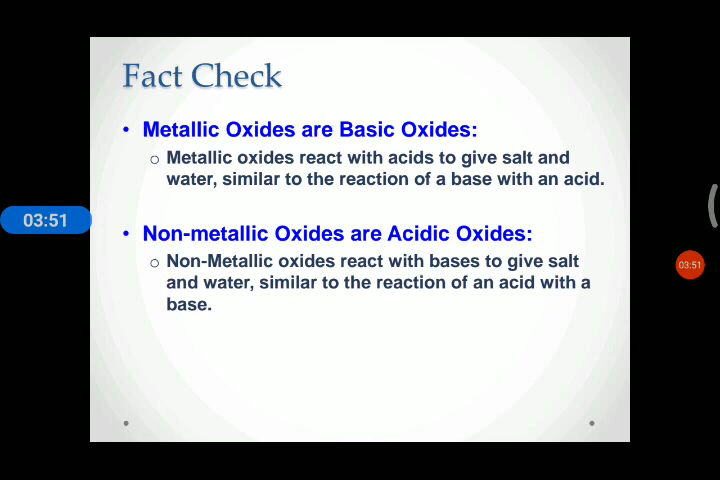 Fact Check
• Metallic Oxides are Basic Oxides:
o Metallic oxides react with acids to give salt and
water, similar to the reaction of a base with an acid.
03:51
• Non-metallic Oxides are Acidic Oxides:
o Non-Metallic oxides react with bases to give salt
03:51
and water, similar to the reaction of an acid with a
base.